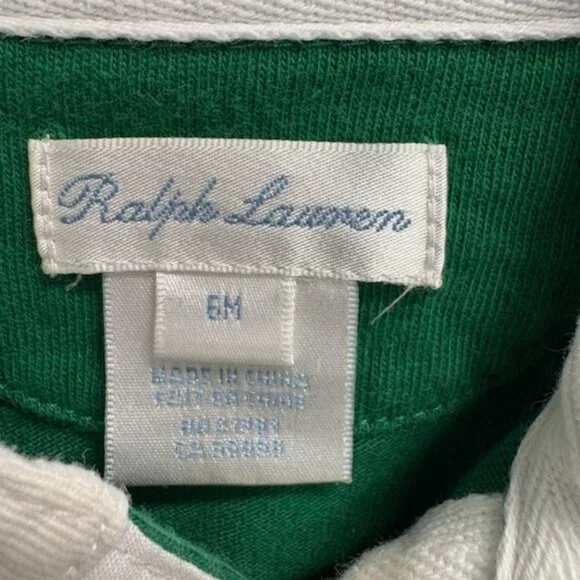 Ralph Lauren
6M
MADE IN CHINA
FAIT EN CHINE